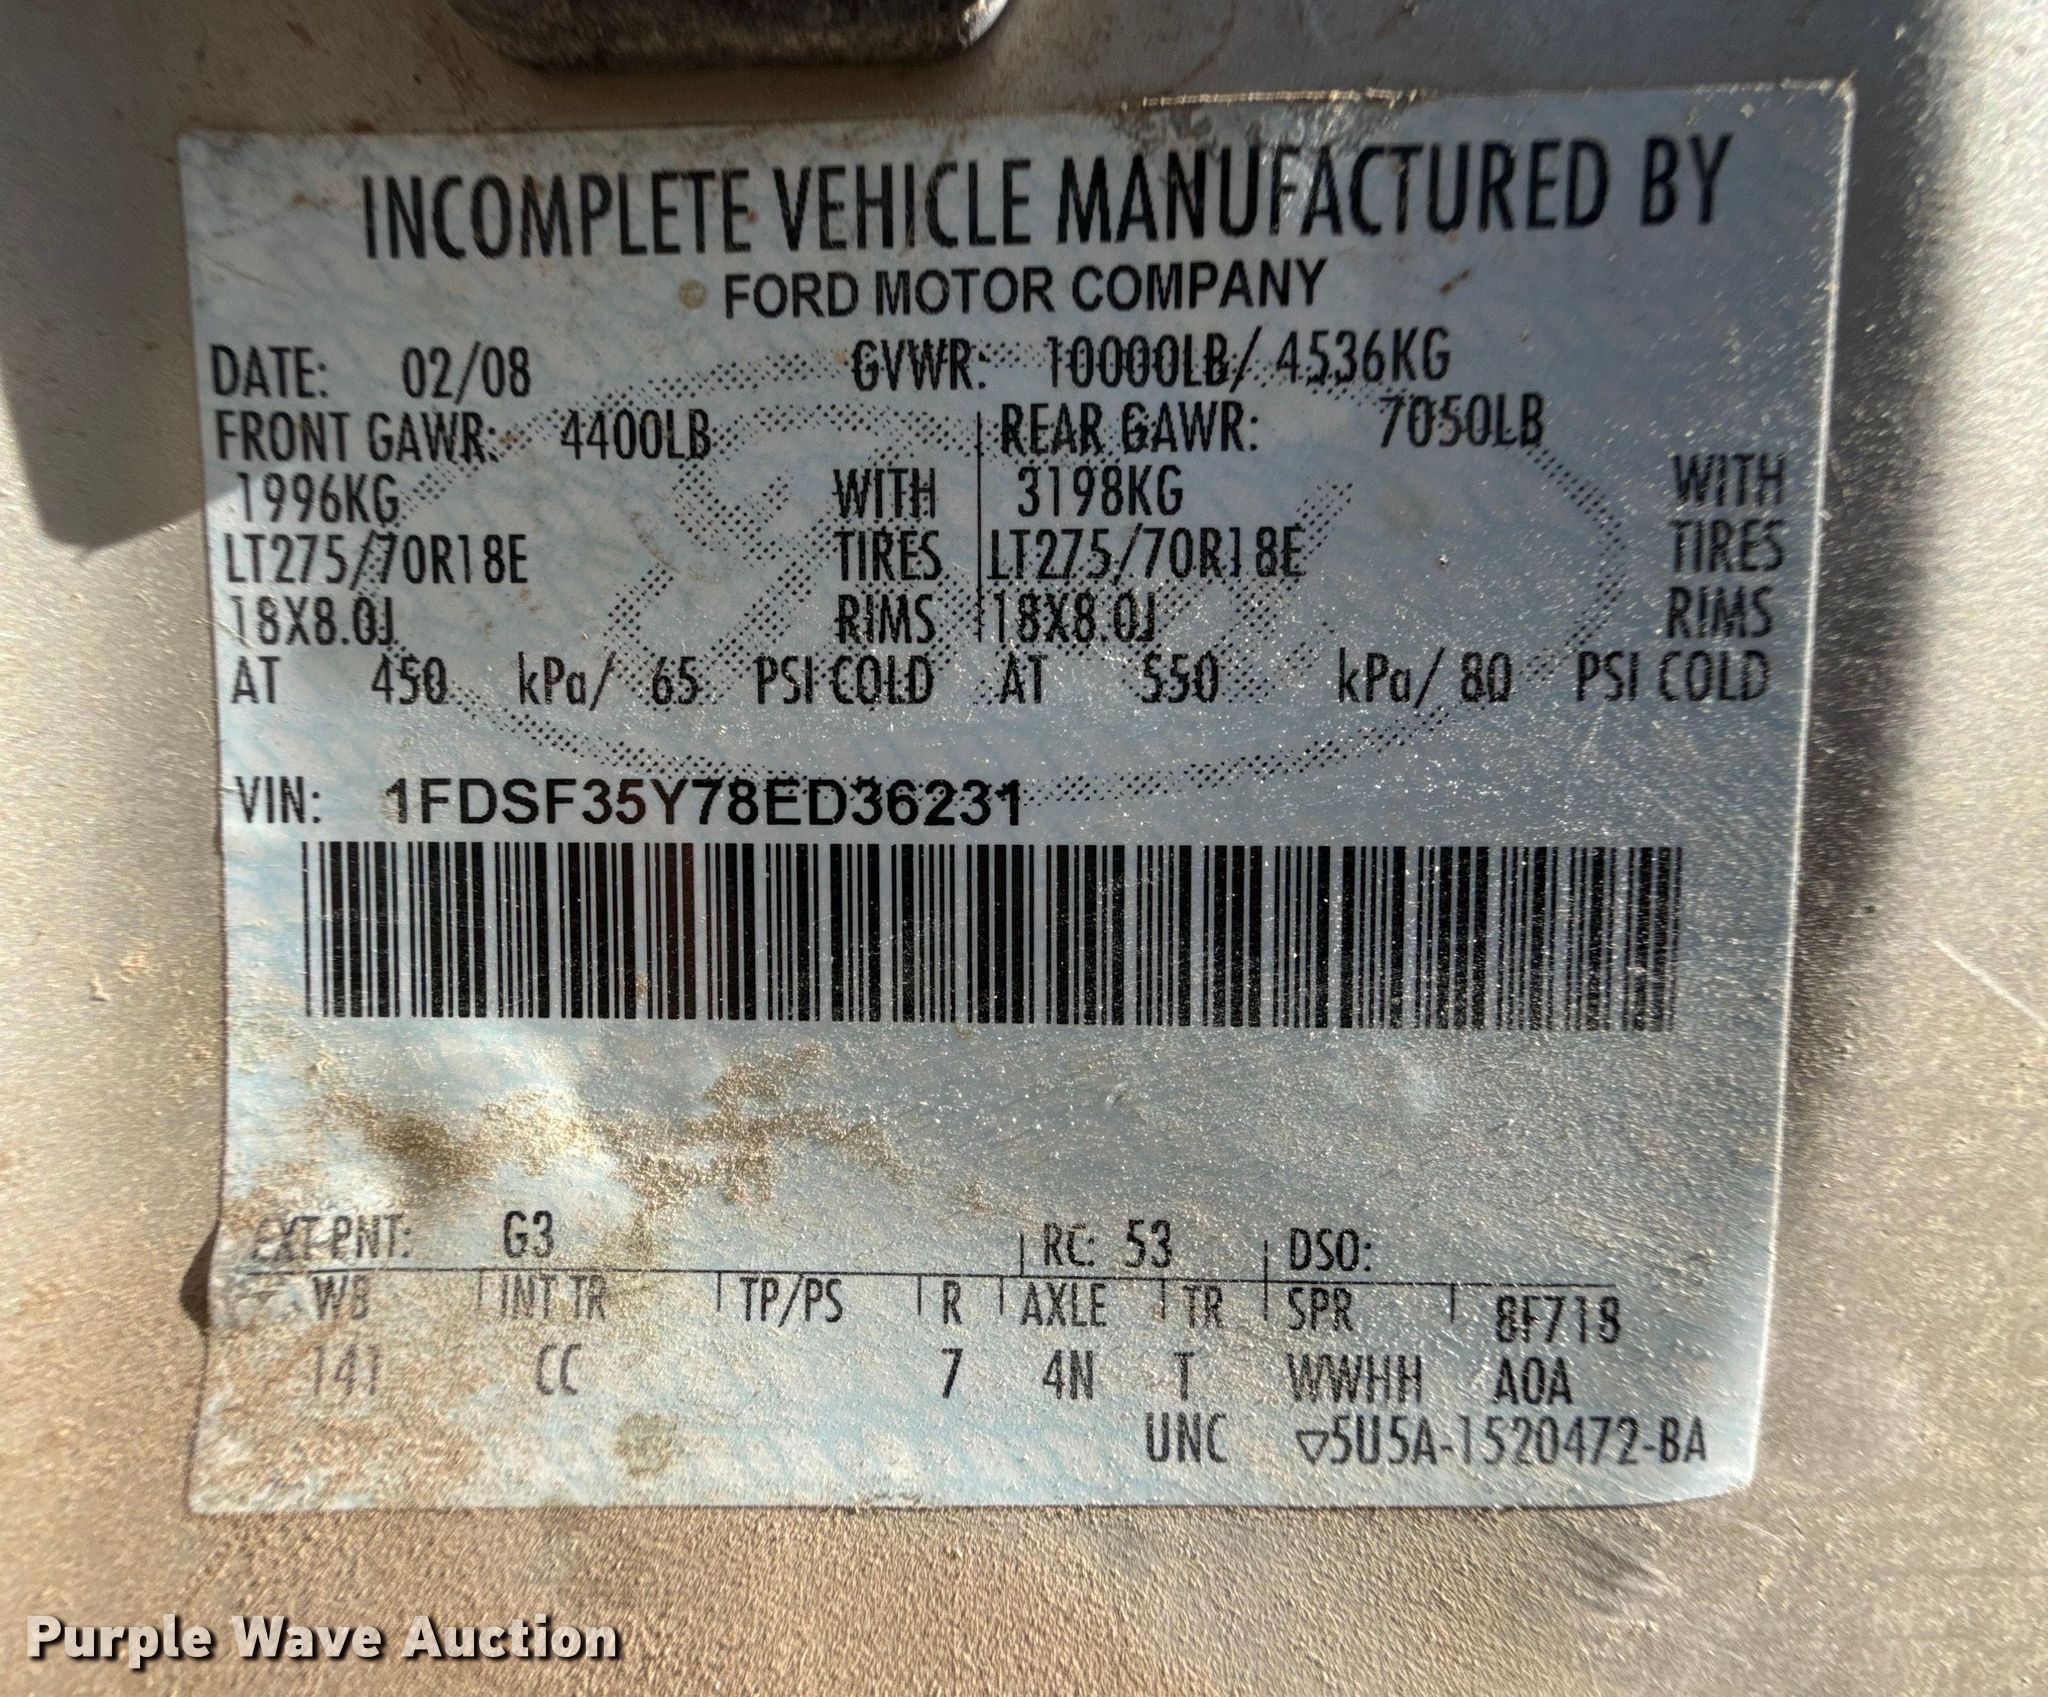 INCOMPLETE VEHICLE MANUFACTURED BY
FORD MOTOR COMPANY
DATE: 02/08 GVWR: 10000LB/ 4536KG
FRONT GAWR: 4400LB REAR GAWR: 7050LB
1996KG WITH 3198KG WITH
LT275/70R18E TIRES LT275/70R18E TIRES
18X8.0J RIMS 18X8.0J RIMS
AT 450 kPa/ 65 PSI COLD AT 550 kPa/ 80 PSI COLD
VIN: 1FDSF35Y78ED36231
EXT PNT: G3 RC: 53 DSO:
WB INT TR TP/PS R AXLE TR SPR 8F718
141 CC 7 4N T WWHH A0A
UNC ▽5U5A-1520472-BA
Purple Wave Auction